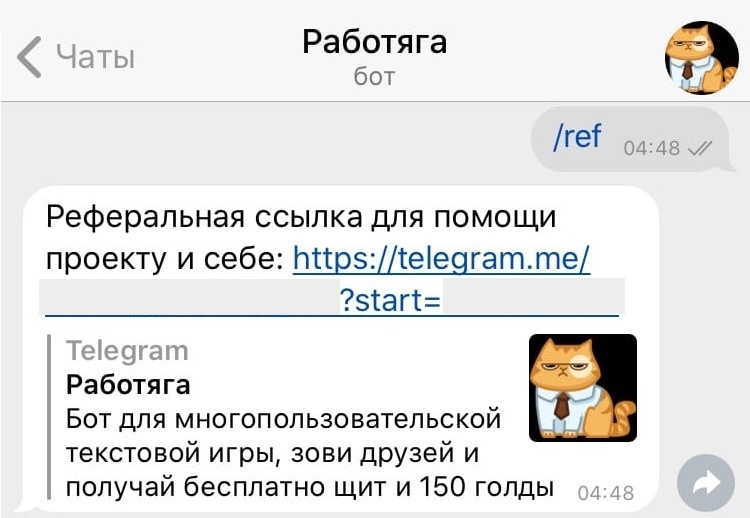 Чаты
Работяга
бот
/ref 04:48
Реферальная ссылка для помощи
проекту и себе: https://telegram.me/
?start=
Telegram
Работяга
Бот для многопользовательской
текстовой игры, зови друзей и
получай бесплатно щит и 150 голды 04:48